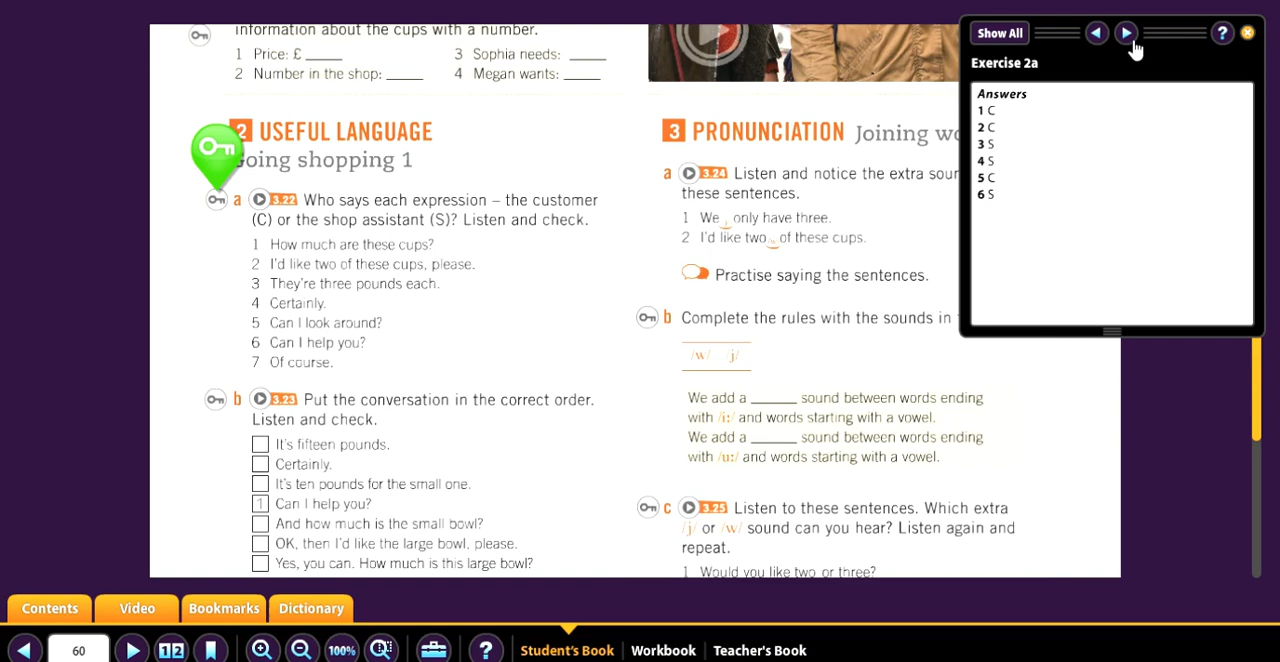 information about the cups with a number.
1 Price: £ _____
2 Number in the shop: _____
3 Sophia needs: _____
4 Megan wants: _____
2 USEFUL LANGUAGE
Going shopping 1
a 3.22 Who says each expression – the customer
(C) or the shop assistant (S)? Listen and check.
1 How much are these cups?
2 I'd like two of these cups, please.
3 They're three pounds each.
4 Certainly.
5 Can I look around?
6 Can I help you?
7 Of course.
b 3.23 Put the conversation in the correct order.
Listen and check.
It's fifteen pounds.
Certainly.
It's ten pounds for the small one.
1 Can I help you?
And how much is the small bowl?
OK, then I'd like the large bowl, please.
Yes, you can. How much is this large bowl?
3 PRONUNCIATION Joining wo
a 3.24 Listen and notice the extra soun
these sentences.
1 We /j/ only have three.
2 I'd like two /w/ of these cups.
Practise saying the sentences.
b Complete the rules with the sounds in
/w/ /j/
We add a ______ sound between words ending
with /iː/ and words starting with a vowel.
We add a ______ sound between words ending
with /uː/ and words starting with a vowel.
c 3.25 Listen to these sentences. Which extra
/j/ or /w/ sound can you hear? Listen again and
repeat.
1 Would you like two or three?
Show All
?
Exercise 2a
Answers
1 C
2 C
3 S
4 S
5 C
6 S
Contents
Video
Bookmarks
Dictionary
60
1 2
100%
?
Student's Book
Workbook
Teacher's Book